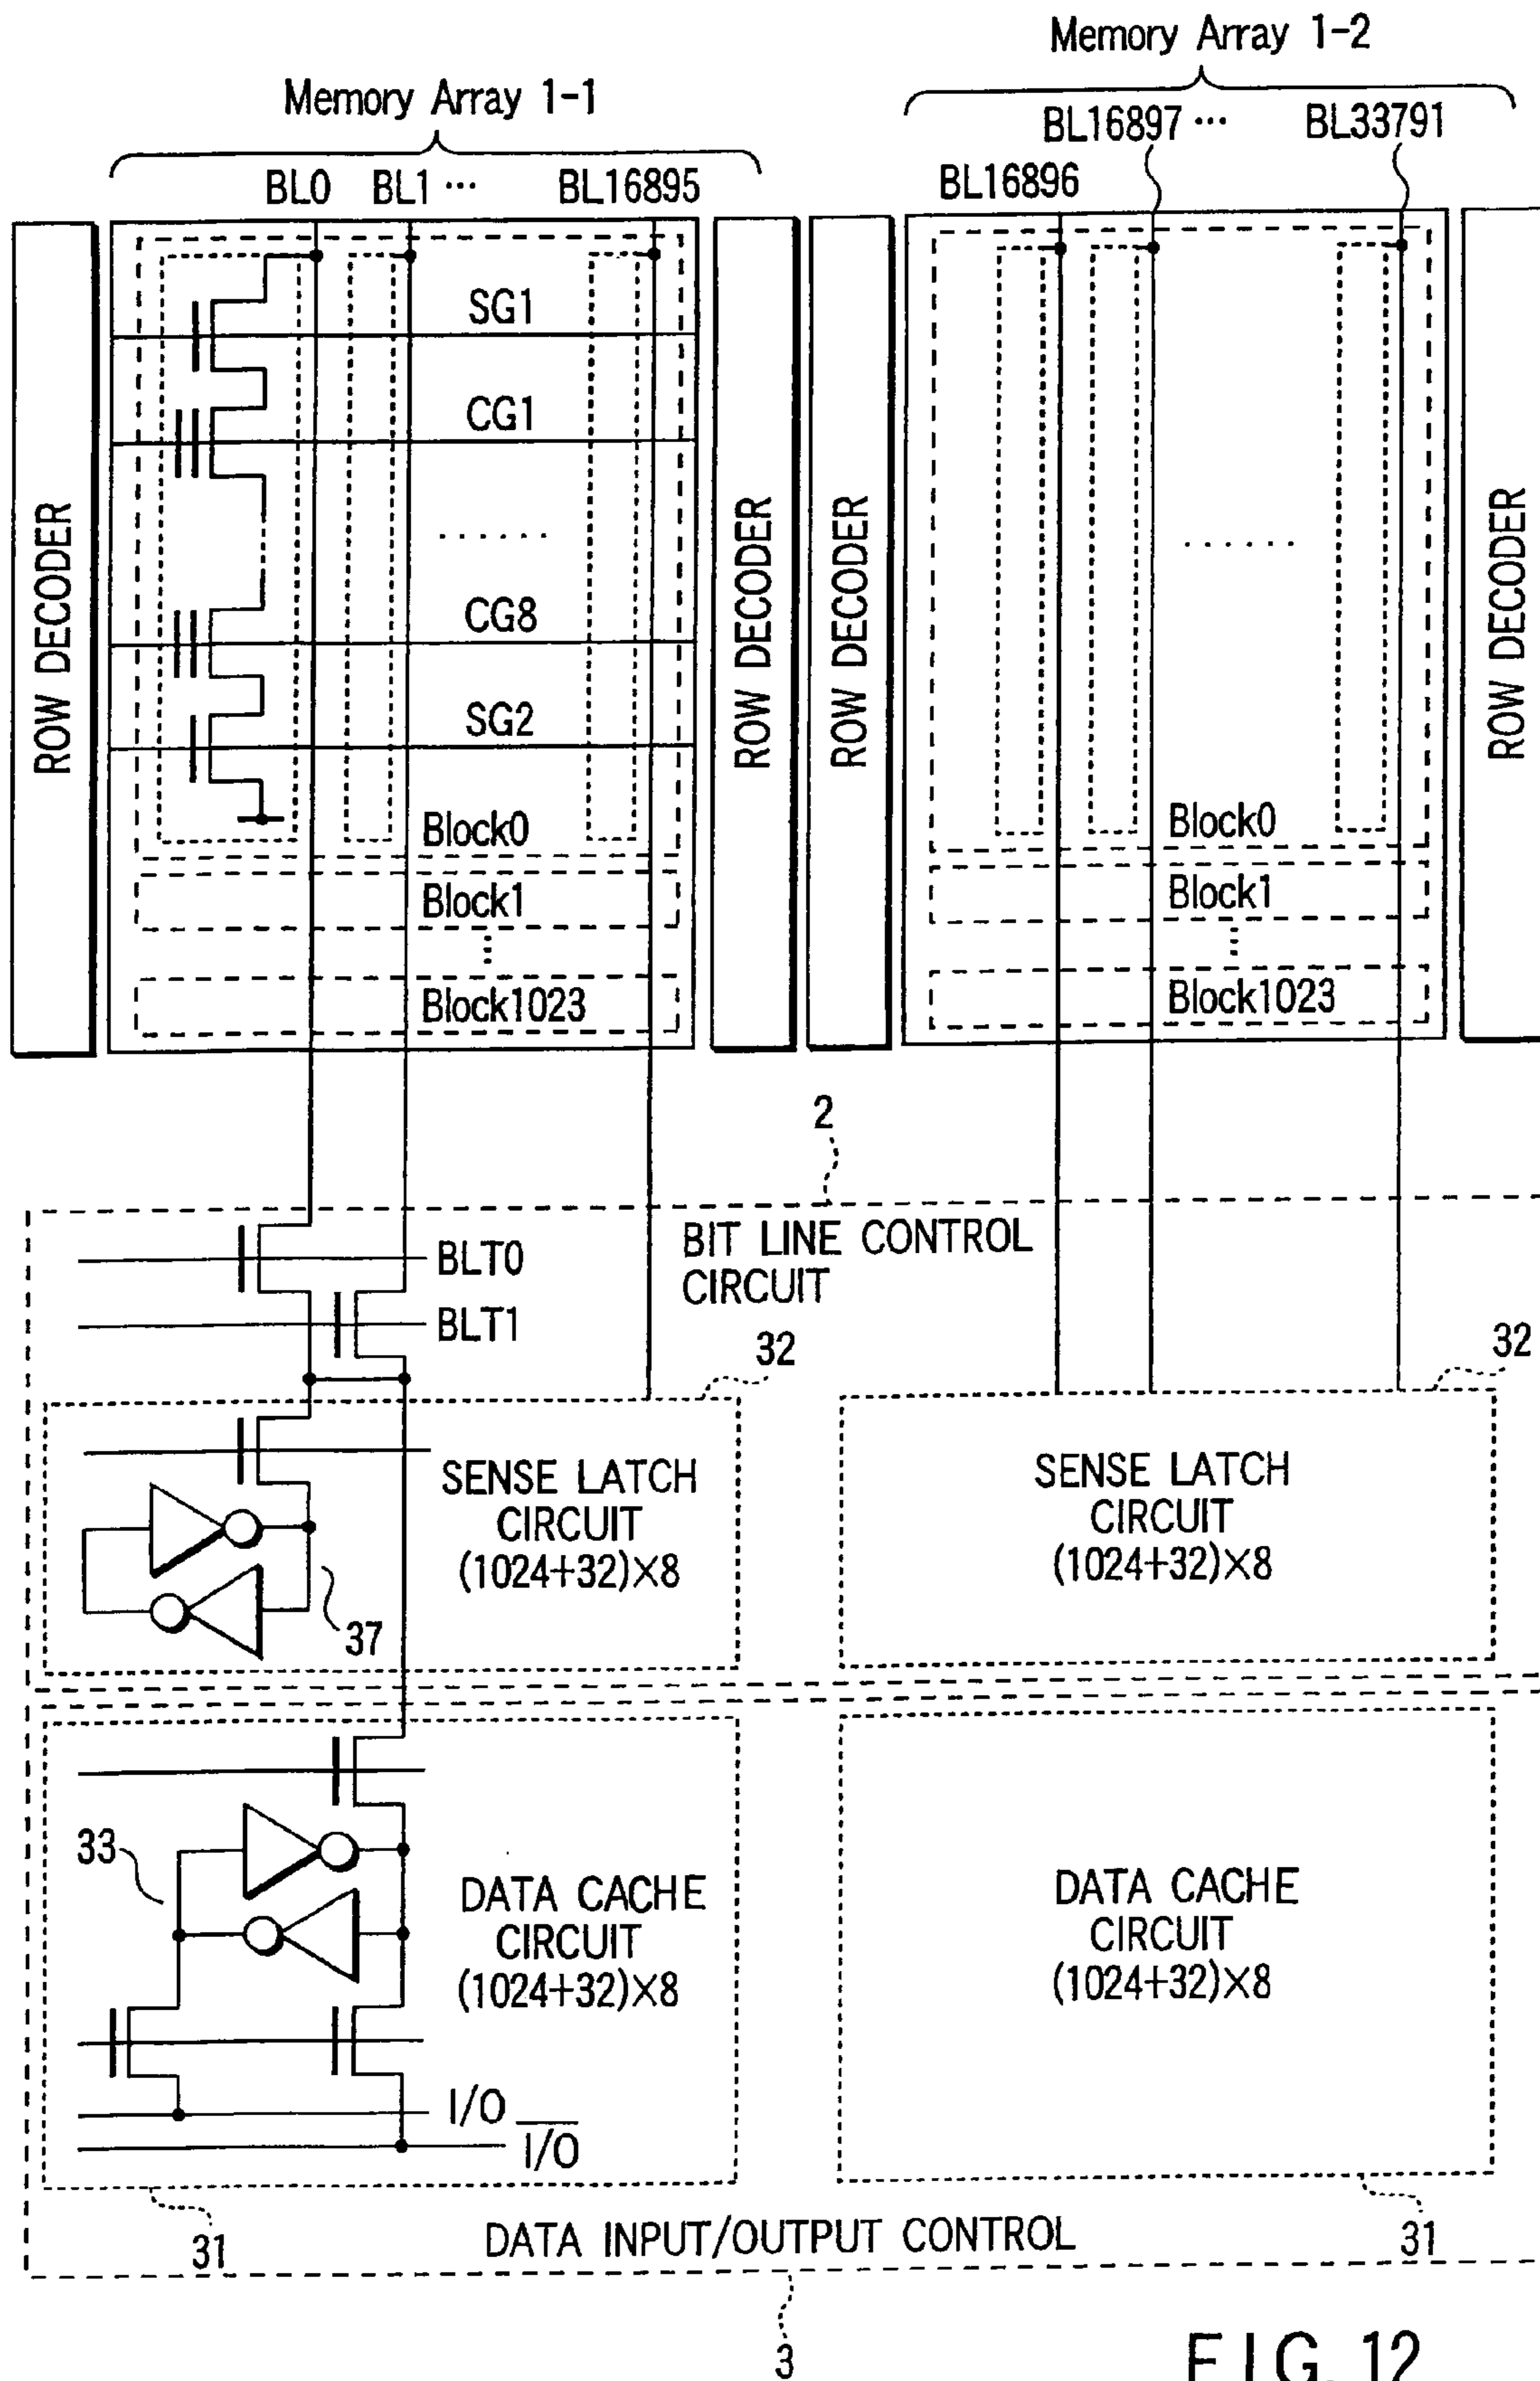 Memory Array 1-2
Memory Array 1-1
BL16897 ... BL33791
BL0 BL1 ... BL16895
BL16896
SG1
CG1
......
......
CG8
SG2
ROW DECODER
ROW DECODER
ROW DECODER
ROW DECODER
Block0
Block0
Block1
Block1
Block1023
Block1023
2
BIT LINE CONTROL
CIRCUIT
BLT0
BLT1
32
32
SENSE LATCH
CIRCUIT
(1024+32)×8
SENSE LATCH
CIRCUIT
(1024+32)×8
37
33
DATA CACHE
CIRCUIT
(1024+32)×8
DATA CACHE
CIRCUIT
(1024+32)×8
I/O
I/O
31
DATA INPUT/OUTPUT CONTROL
31
3
FIG. 12